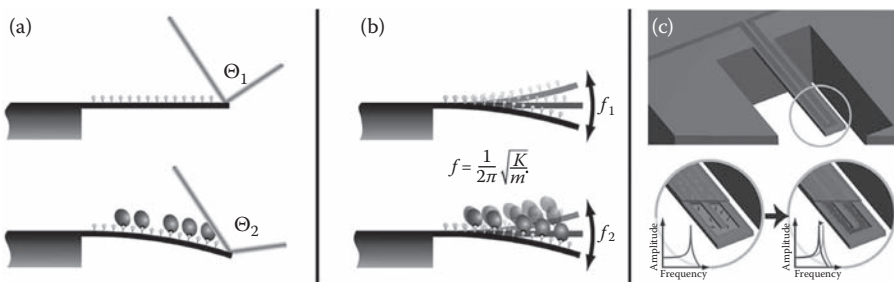 (a)
Θ1
Θ2
(b)
f1
f = 1/2π √K/m.
f2
(c)
Amplitude
Frequency
Amplitude
Frequency